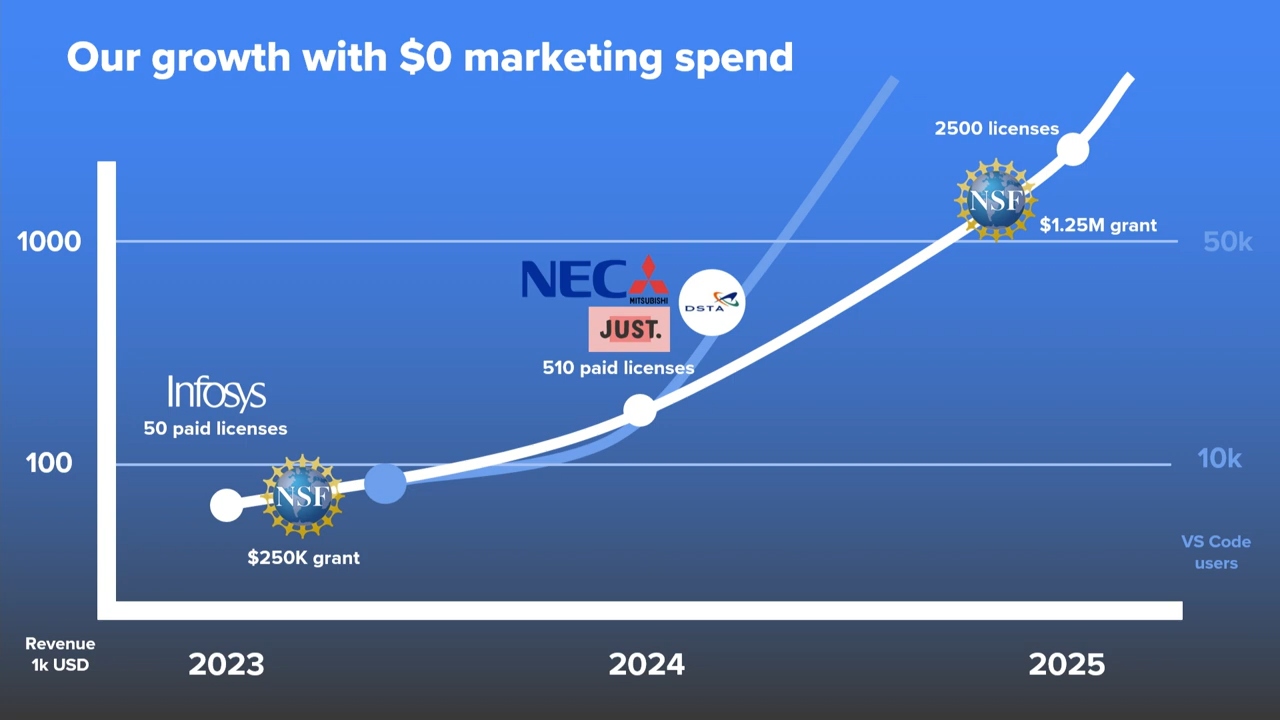 Our growth with $0 marketing spend
2500 licenses
NSF
$1.25M grant
1000
50k
NEC
MITSUBISHI
JUST.
DSTA
510 paid licenses
Infosys
50 paid licenses
100
10k
NSF
$250K grant
VS Code
users
Revenue
1k USD
2023
2024
2025